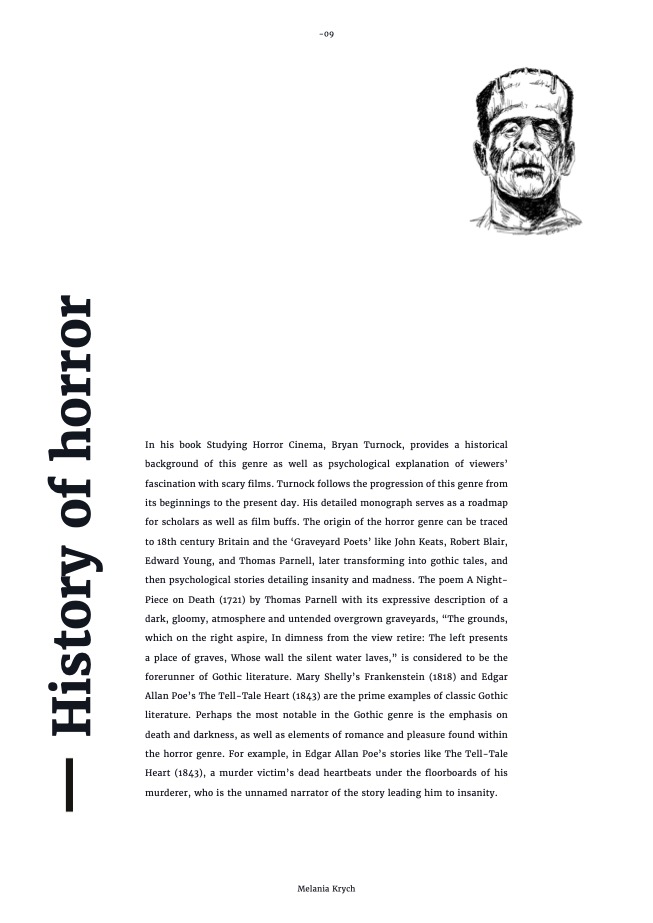 -09
History of horror
In his book Studying Horror Cinema, Bryan Turnock, provides a historical
background of this genre as well as psychological explanation of viewers’
fascination with scary films. Turnock follows the progression of this genre from
its beginnings to the present day. His detailed monograph serves as a roadmap
for scholars as well as film buffs. The origin of the horror genre can be traced
to 18th century Britain and the ‘Graveyard Poets’ like John Keats, Robert Blair,
Edward Young, and Thomas Parnell, later transforming into gothic tales, and
then psychological stories detailing insanity and madness. The poem A Night-
Piece on Death (1721) by Thomas Parnell with its expressive description of a
dark, gloomy, atmosphere and untended overgrown graveyards, “The grounds,
which on the right aspire, In dimness from the view retire: The left presents
a place of graves, Whose wall the silent water laves,” is considered to be the
forerunner of Gothic literature. Mary Shelly’s Frankenstein (1818) and Edgar
Allan Poe’s The Tell-Tale Heart (1843) are the prime examples of classic Gothic
literature. Perhaps the most notable in the Gothic genre is the emphasis on
death and darkness, as well as elements of romance and pleasure found within
the horror genre. For example, in Edgar Allan Poe’s stories like The Tell-Tale
Heart (1843), a murder victim’s dead heartbeats under the floorboards of his
murderer, who is the unnamed narrator of the story leading him to insanity.
Melania Krych